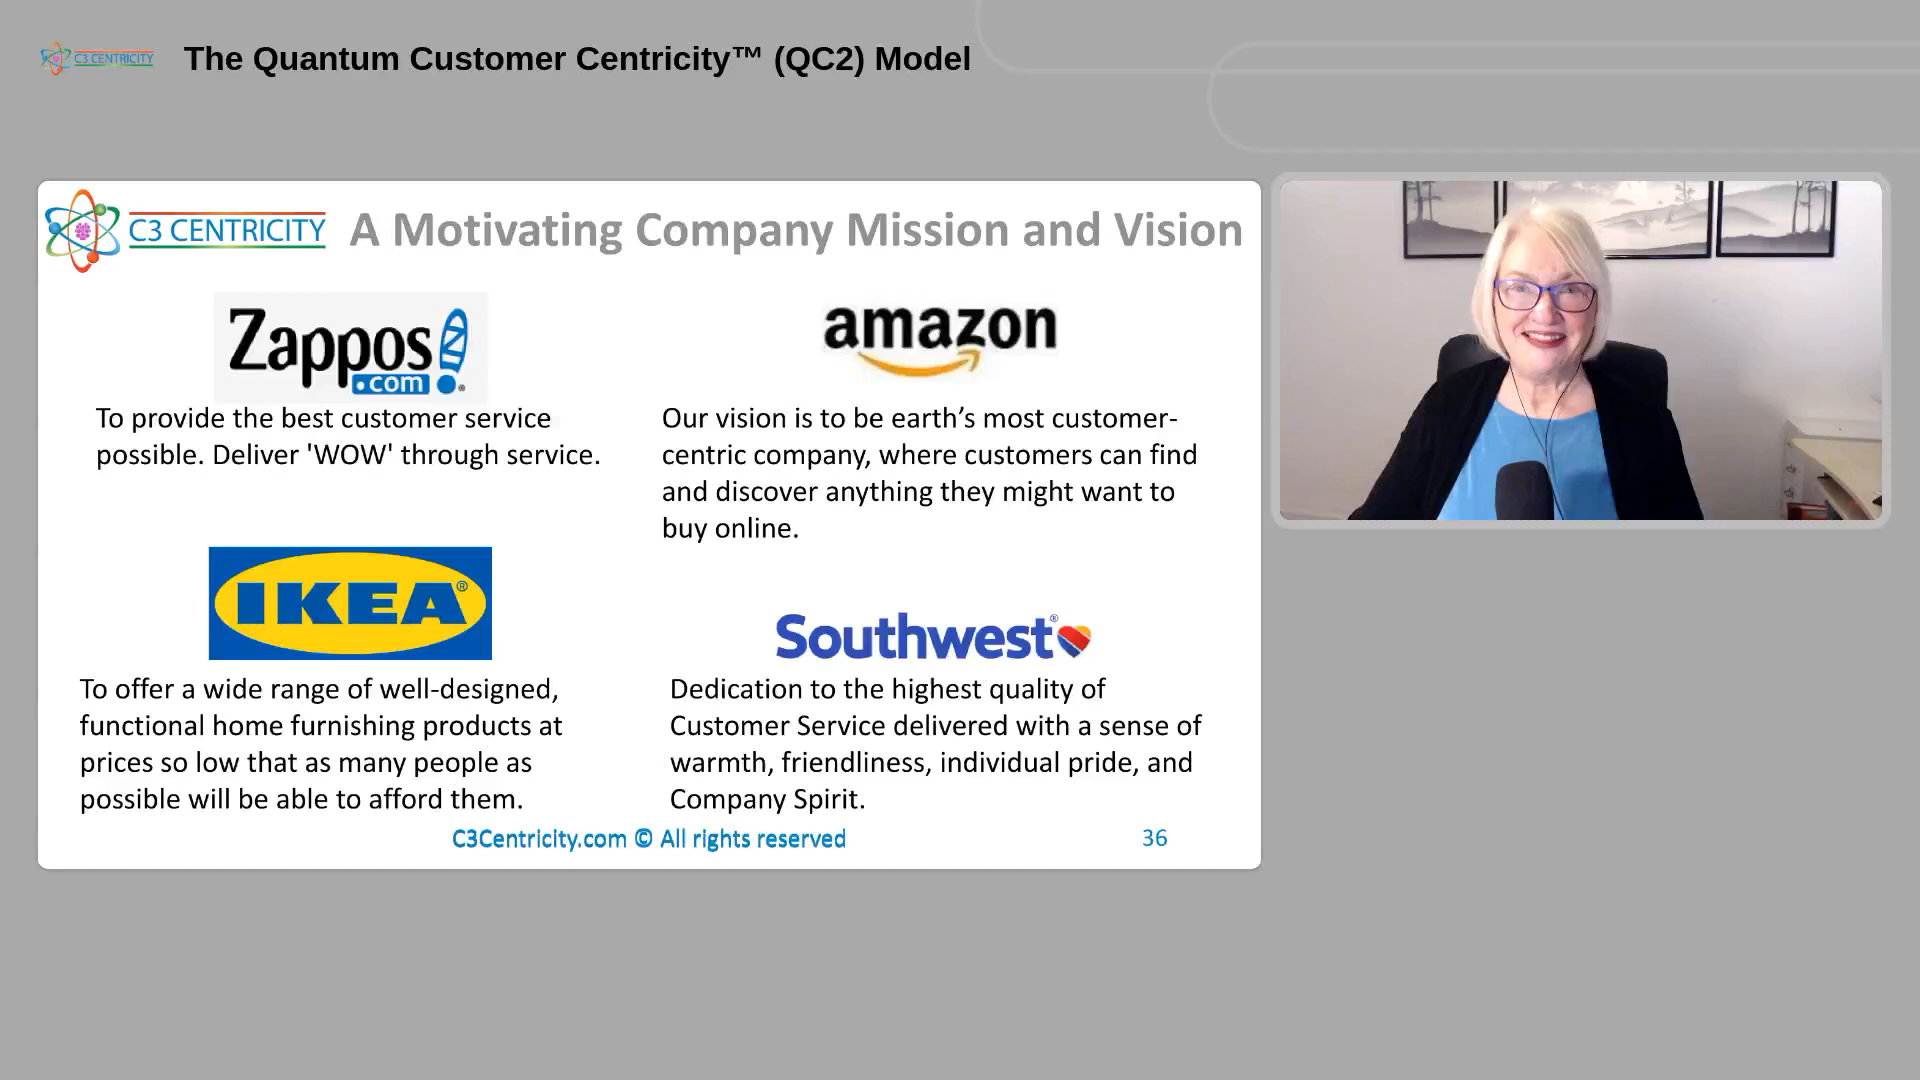 C3 CENTRICITY
The Quantum Customer Centricity™ (QC2) Model
C3 CENTRICITY
A Motivating Company Mission and Vision
Zappos
.com®
To provide the best customer service
possible. Deliver 'WOW' through service.
amazon
Our vision is to be earth’s most customer-
centric company, where customers can find
and discover anything they might want to
buy online.
IKEA®
To offer a wide range of well-designed,
functional home furnishing products at
prices so low that as many people as
possible will be able to afford them.
Southwest®
Dedication to the highest quality of
Customer Service delivered with a sense of
warmth, friendliness, individual pride, and
Company Spirit.
C3Centricity.com © All rights reserved
36